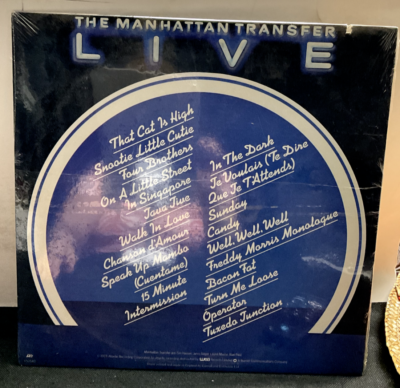 THE MANHATTAN TRANSFER
LIVE
That Cat Is High
Snootie Little Cutie
Four Brothers
On A Little Street
In Singapore
Java Jive
Walk In Love
Chanson d'Amour
Speak Up Mambo
(Cuentame)
15 Minute
Intermission
In The Dark
Je Voulais (Te Dire
Que Je T'Attends)
Sunday
Candy
Well, Well, Well
Freddy Morris Monologue
Bacon Fat
Turn Me Loose
Operator
Tuxedo Junction